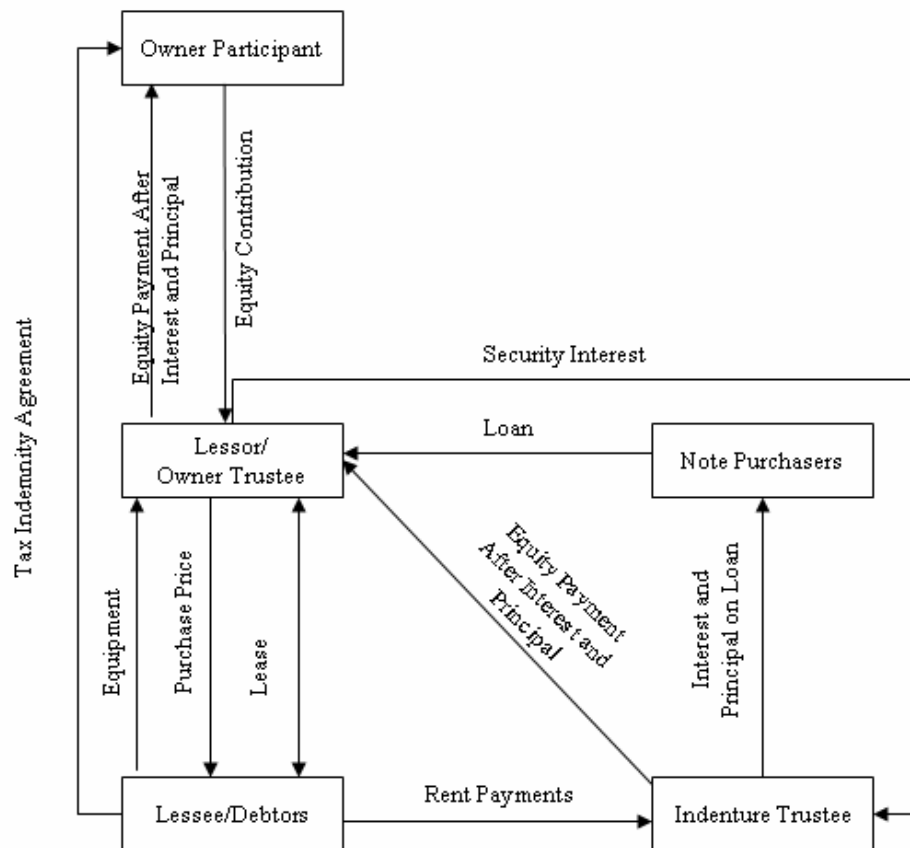 Owner Participant
Equity Payment After
Interest and Principal
Equity Contribution
Tax Indemnity Agreement
Security Interest
Lessor/
Owner Trustee
Loan
Note Purchasers
Equipment
Purchase Price
Lease
Equity Payment
After Interest and
Principal
Interest and
Principal on Loan
Lessee/Debtors
Rent Payments
Indenture Trustee